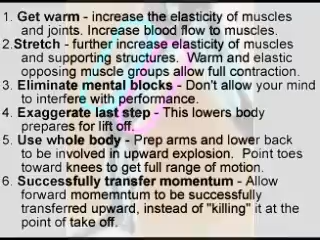 1. Get warm - increase the elasticity of muscles
and joints. Increase blood flow to muscles.
2.Stretch - further increase elasticity of muscles
and supporting structures. Warm and elastic
opposing muscle groups allow full contraction.
3. Eliminate mental blocks - Don't allow your mind
to interfere with performance.
4. Exaggerate last step - This lowers body
prepares for lift off.
5. Use whole body - Prep arms and lower back
to be involved in upward explosion. Point toes
toward knees to get full range of motion.
6. Successfully transfer momentum - Allow
forward momemntum to be successfully
transferred upward, instead of "killing" it at the
point of take off.